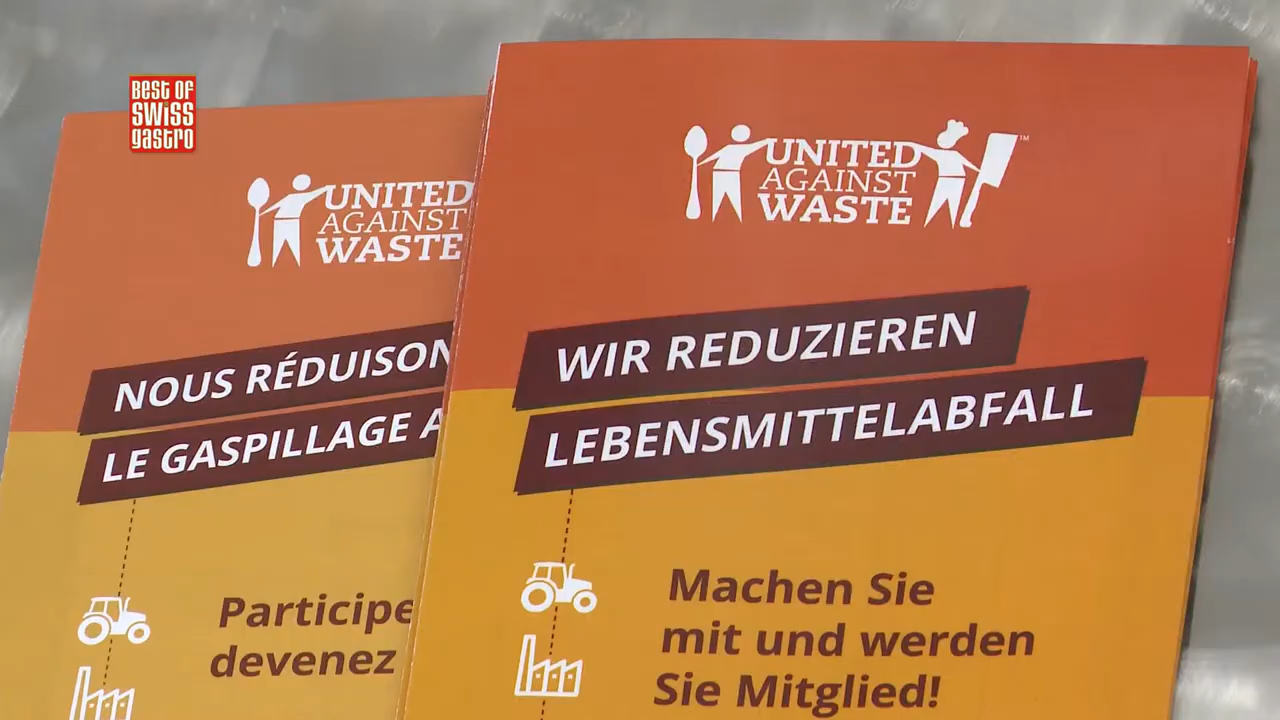 BEST OF
SWISS
gastro
UNITED
AGAINST
WASTE
NOUS RÉDUISON
LE GASPILLAGE A
Participe
devenez
UNITED
AGAINST
WASTE
TM
WIR REDUZIEREN
LEBENSMITTELABFALL
Machen Sie
mit und werden
Sie Mitglied!